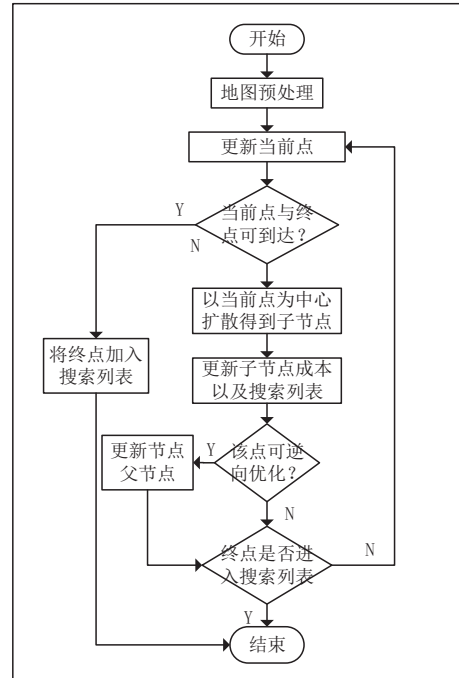 开始
地图预处理
更新当前点
当前点与终
点可到达？
Y
N
以当前点为中心
扩散得到子节点
将终点加入
搜索列表
更新子节点成本
以及搜索列表
更新节点
父节点
Y
该点可逆
向优化？
N
终点是否进
入搜索列表
N
Y
结束